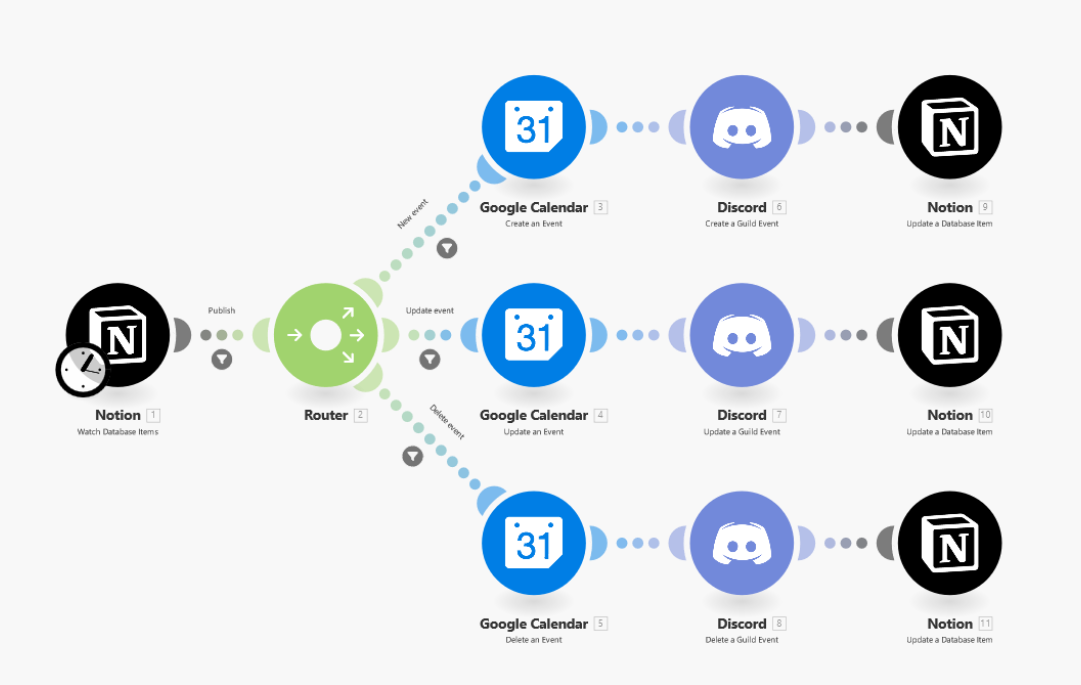 31
New event
Google Calendar 3
Create an Event
Discord 6
Create a Guild Event
N
Notion 9
Update a Database Item
N
Notion 1
Watch Database Items
Publish
Router 2
Update event
31
Google Calendar 4
Update an Event
Discord 7
Update a Guild Event
N
Notion 10
Update a Database Item
Delete event
31
Google Calendar 5
Delete an Event
Discord 8
Delete a Guild Event
N
Notion 11
Update a Database Item